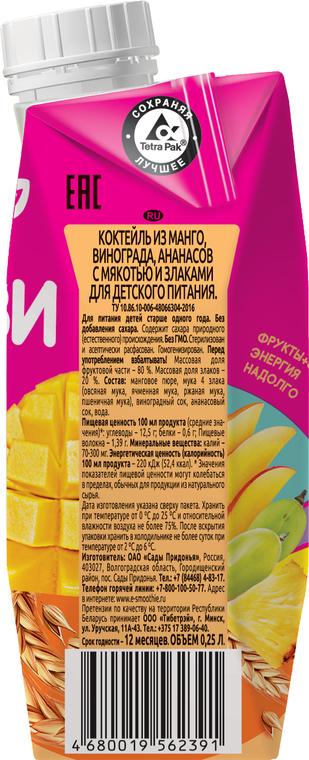 СОХРАНЯЯ
Tetra Pak®
ЛУЧШЕЕ
EAC
RU
КОКТЕЙЛЬ ИЗ МАНГО,
ВИНОГРАДА, АНАНАСОВ
С МЯКОТЬЮ И ЗЛАКАМИ
ДЛЯ ДЕТСКОГО ПИТАНИЯ.
ТУ 10.86.10-006-48066304-2016
Для питания детей старше одного года. Без
добавления сахара. Содержит сахара природного
(естественного) происхождения. Без ГМО. Стерилизован
и асептически расфасован. Гомогенизирован. Перед
употреблением взбалтывать! Массовая доля
фруктовой части – 80 %. Массовая доля злаков –
20 %. Состав: манговое пюре, мука 4 злака
(овсяная мука, ячменная мука, ржаная мука,
пшеничная мука), виноградный сок, ананасовый
сок, вода.
Пищевая ценность 100 мл продукта (средние значе-
ния)*: углеводы – 12,5 г; белки – 0,6 г; Пищевые
волокна – 1,39 г. Минеральные вещества: калий –
70-300 мг. Энергетическая ценность (калорийность)
100 мл продукта – 220 кДж (52,4 ккал). * Значения
показателей пищевой ценности могут колебаться
в пределах, обычных для продукции из натурального
сырья.
Дата изготовления указана сверху пакета. Хранить
при температуре от 0 °С до 25 °С и относительной
влажности воздуха не более 75%. После вскрытия
упаковки хранить в холодильнике не более суток при
температуре от 2 °С до 6 °С.
Изготовитель: ОАО «Сады Придонья», Россия,
403027, Волгоградская область, Городищенский
район, пос. Сады Придонья. Тел. +7 (84468) 4-83-17.
Телефон горячей линии: +7-800-100-50-77. Адрес
в интернете: www.e-smoothie.ru
Претензии по качеству на территории Республики
Беларусь принимает ООО «Тибетрэй», г. Минск,
ул. Уручская, 11А-43. Тел. +375 17 389-06-40.
Срок годности – 12 месяцев. ОБЪЕМ 0,25 Л.
4 680019 562391
ВИ
ФРУКТЫ+
ЭНЕРГИЯ
НАДОЛГО